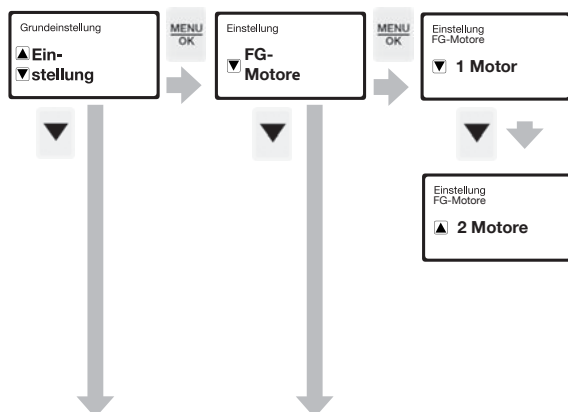 Grundeinstellung
▲Ein-
▼stellung
MENU
OK
Einstellung
▼ FG-
Motore
MENU
OK
Einstellung
FG-Motore
▼ 1 Motor
▼
▼
▼
Einstellung
FG-Motore
▲ 2 Motore